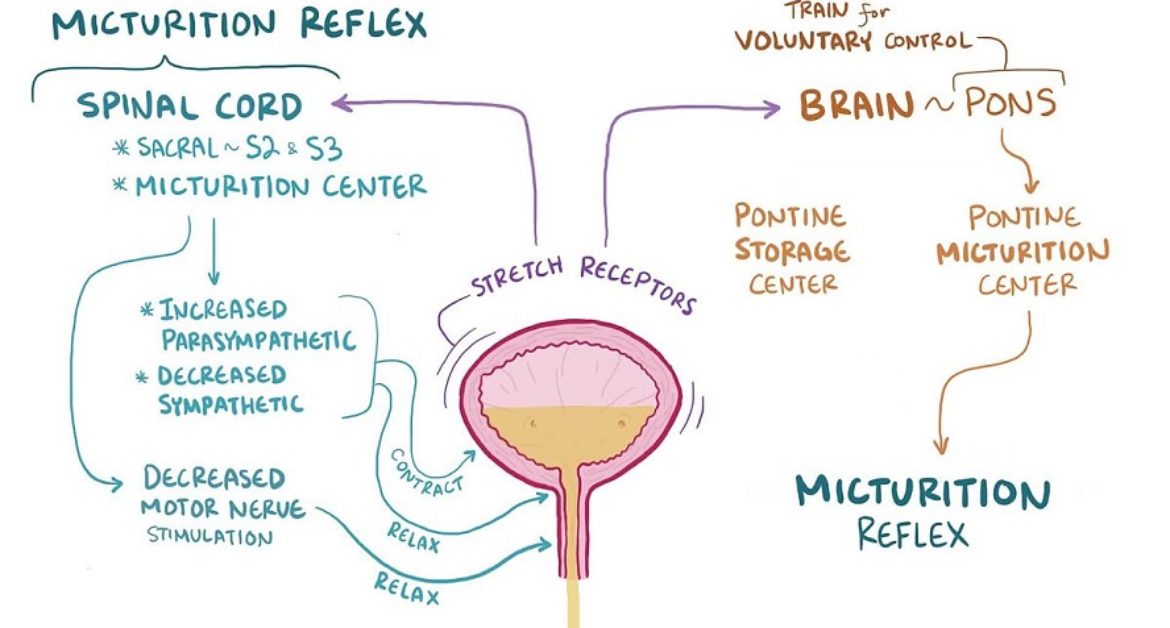 MICTURITION REFLEX
SPINAL CORD
* SACRAL ~ S2 & S3
* MICTURITION CENTER
* INCREASED
PARASYMPATHETIC
* DECREASED
SYMPATHETIC
DECREASED
MOTOR NERVE
STIMULATION
CONTRACT
RELAX
RELAX
STRETCH RECEPTORS
TRAIN for
VOLUNTARY CONTROL
BRAIN ~ PONS
PONTINE
STORAGE
CENTER
PONTINE
MICTURITION
CENTER
MICTURITION
REFLEX